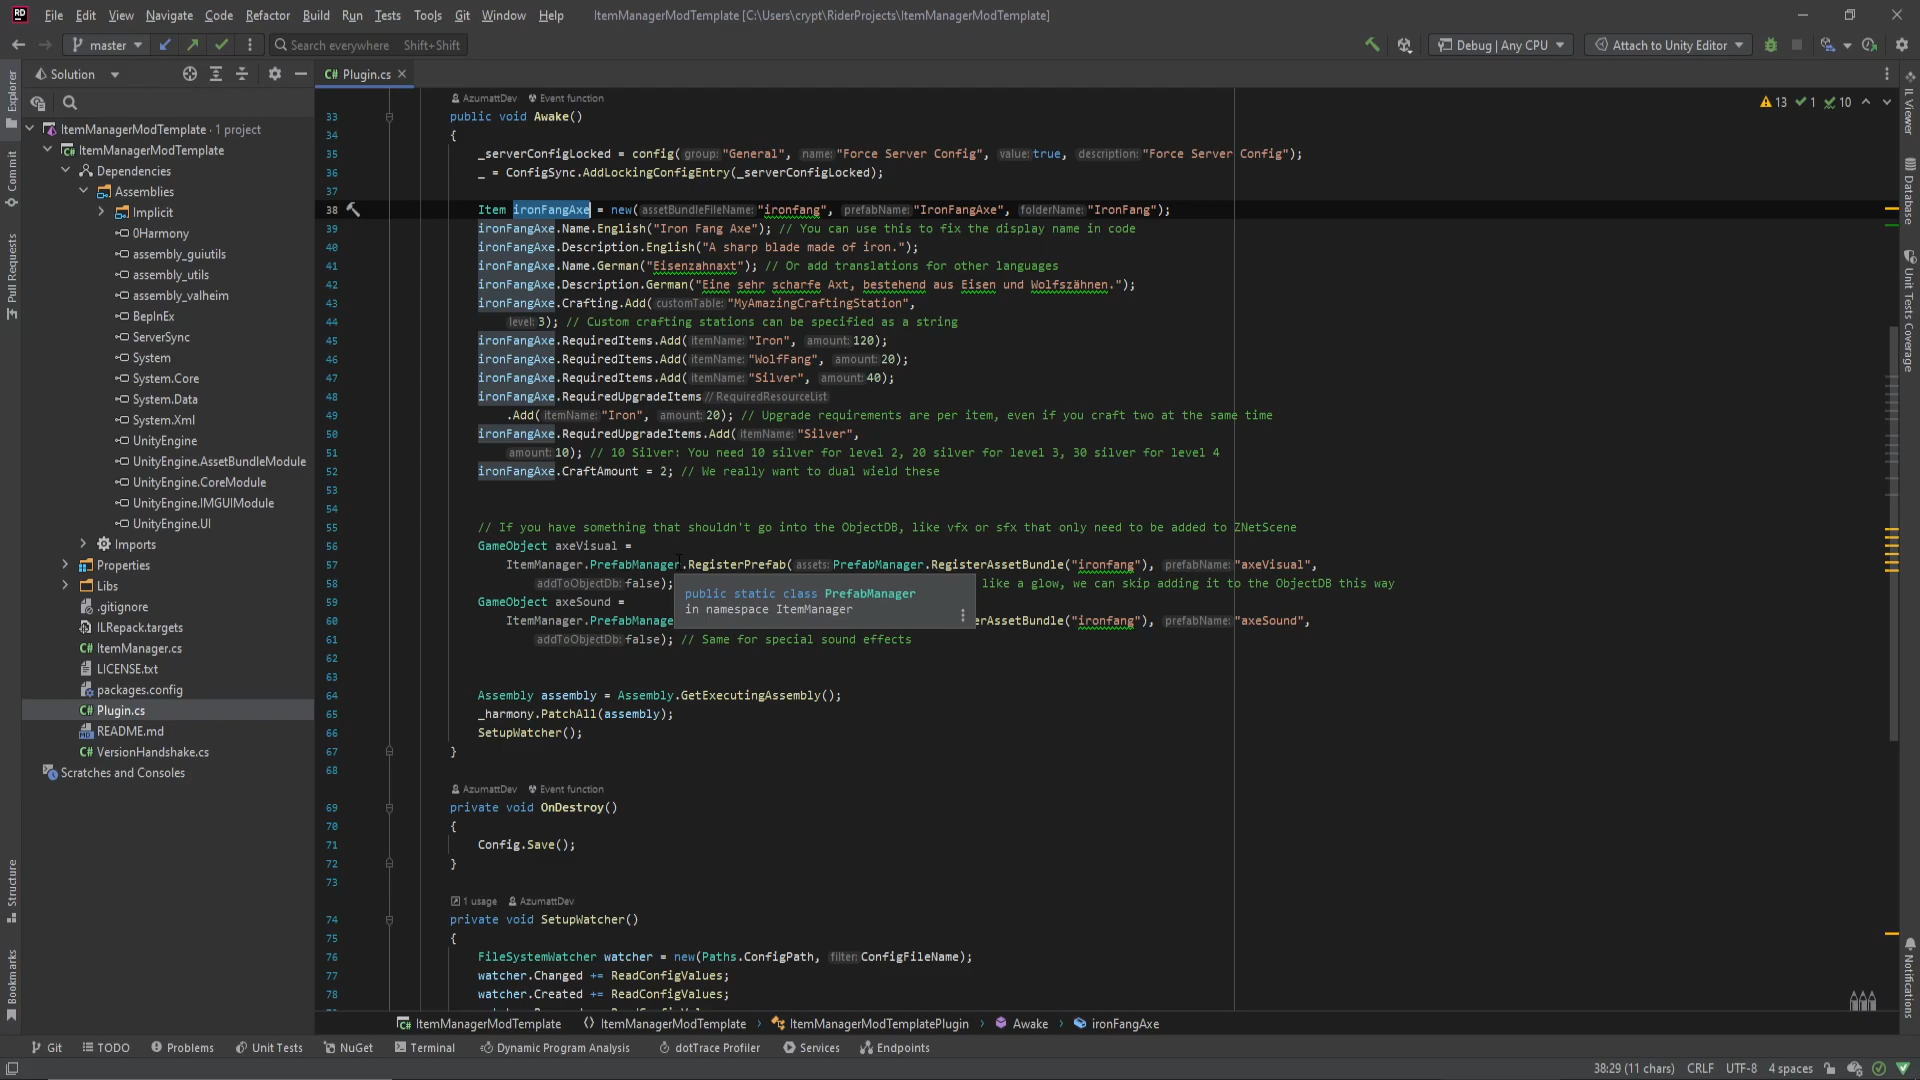 File Edit View Navigate Code Refactor Build Run Tests Tools Git Window Help ItemManagerModTemplate [C:\Users\crypt\RiderProjects\ItemManagerModTemplate]
master Search everywhere Shift+Shift Debug | Any CPU Attach to Unity Editor
Solution
C# Plugin.cs
Explorer
Commit
Pull Requests
Structure
Bookmarks
ItemManagerModTemplate · 1 project
ItemManagerModTemplate
Dependencies
Assemblies
Implicit
0Harmony
assembly_guiutils
assembly_utils
assembly_valheim
BepInEx
ServerSync
System
System.Core
System.Data
System.Xml
UnityEngine
UnityEngine.AssetBundleModule
UnityEngine.CoreModule
UnityEngine.IMGUIModule
UnityEngine.UI
Imports
Properties
Libs
.gitignore
ILRepack.targets
C# ItemManager.cs
LICENSE.txt
packages.config
C# Plugin.cs
README.md
C# VersionHandshake.cs
Scratches and Consoles
AzumattDev Event function
13 1 10
33 public void Awake()
34 {
35 _serverConfigLocked = config( group: "General", name: "Force Server Config", value: true, description: "Force Server Config");
36 _ = ConfigSync.AddLockingConfigEntry(_serverConfigLocked);
37
38 Item ironFangAxe = new( assetBundleFileName: "ironfang", prefabName: "IronFangAxe", folderName: "IronFang");
39 ironFangAxe.Name.English("Iron Fang Axe"); // You can use this to fix the display name in code
40 ironFangAxe.Description.English("A sharp blade made of iron.");
41 ironFangAxe.Name.German("Eisenzahnaxt"); // Or add translations for other languages
42 ironFangAxe.Description.German("Eine sehr scharfe Axt, bestehend aus Eisen und Wolfszähnen.");
43 ironFangAxe.Crafting.Add( customTable: "MyAmazingCraftingStation",
44 level: 3); // Custom crafting stations can be specified as a string
45 ironFangAxe.RequiredItems.Add( itemName: "Iron", amount: 120);
46 ironFangAxe.RequiredItems.Add( itemName: "WolfFang", amount: 20);
47 ironFangAxe.RequiredItems.Add( itemName: "Silver", amount: 40);
48 ironFangAxe.RequiredUpgradeItems // RequiredResourceList
49 .Add( itemName: "Iron", amount: 20); // Upgrade requirements are per item, even if you craft two at the same time
50 ironFangAxe.RequiredUpgradeItems.Add( itemName: "Silver",
51 amount: 10); // 10 Silver: You need 10 silver for level 2, 20 silver for level 3, 30 silver for level 4
52 ironFangAxe.CraftAmount = 2; // We really want to dual wield these
53
54
55 // If you have something that shouldn't go into the ObjectDB, like vfx or sfx that only need to be added to ZNetScene
56 GameObject axeVisual =
57 ItemManager.PrefabManager.RegisterPrefab( assets: PrefabManager.RegisterAssetBundle("ironfang"), prefabName: "axeVisual",
58 addToObjectDb: false); like a glow, we can skip adding it to the ObjectDB this way
public static class PrefabManager
in namespace ItemManager
59 GameObject axeSound =
60 ItemManager.PrefabManage erAssetBundle("ironfang"), prefabName: "axeSound",
61 addToObjectDb: false); // Same for special sound effects
62
63
64 Assembly assembly = Assembly.GetExecutingAssembly();
65 _harmony.PatchAll(assembly);
66 SetupWatcher();
67 }
68
AzumattDev Event function
69 private void OnDestroy()
70 {
71 Config.Save();
72 }
73
1 usage AzumattDev
74 private void SetupWatcher()
75 {
76 FileSystemWatcher watcher = new(Paths.ConfigPath, filter: ConfigFileName);
77 watcher.Changed += ReadConfigValues;
78 watcher.Created += ReadConfigValues;
IL Viewer
Database
Unit Tests Coverage
Notifications
ItemManagerModTemplate ItemManagerModTemplate ItemManagerModTemplatePlugin Awake ironFangAxe
Git TODO Problems Unit Tests NuGet Terminal Dynamic Program Analysis dotTrace Profiler Services Endpoints
38:29 (11 chars) CRLF UTF-8 4 spaces